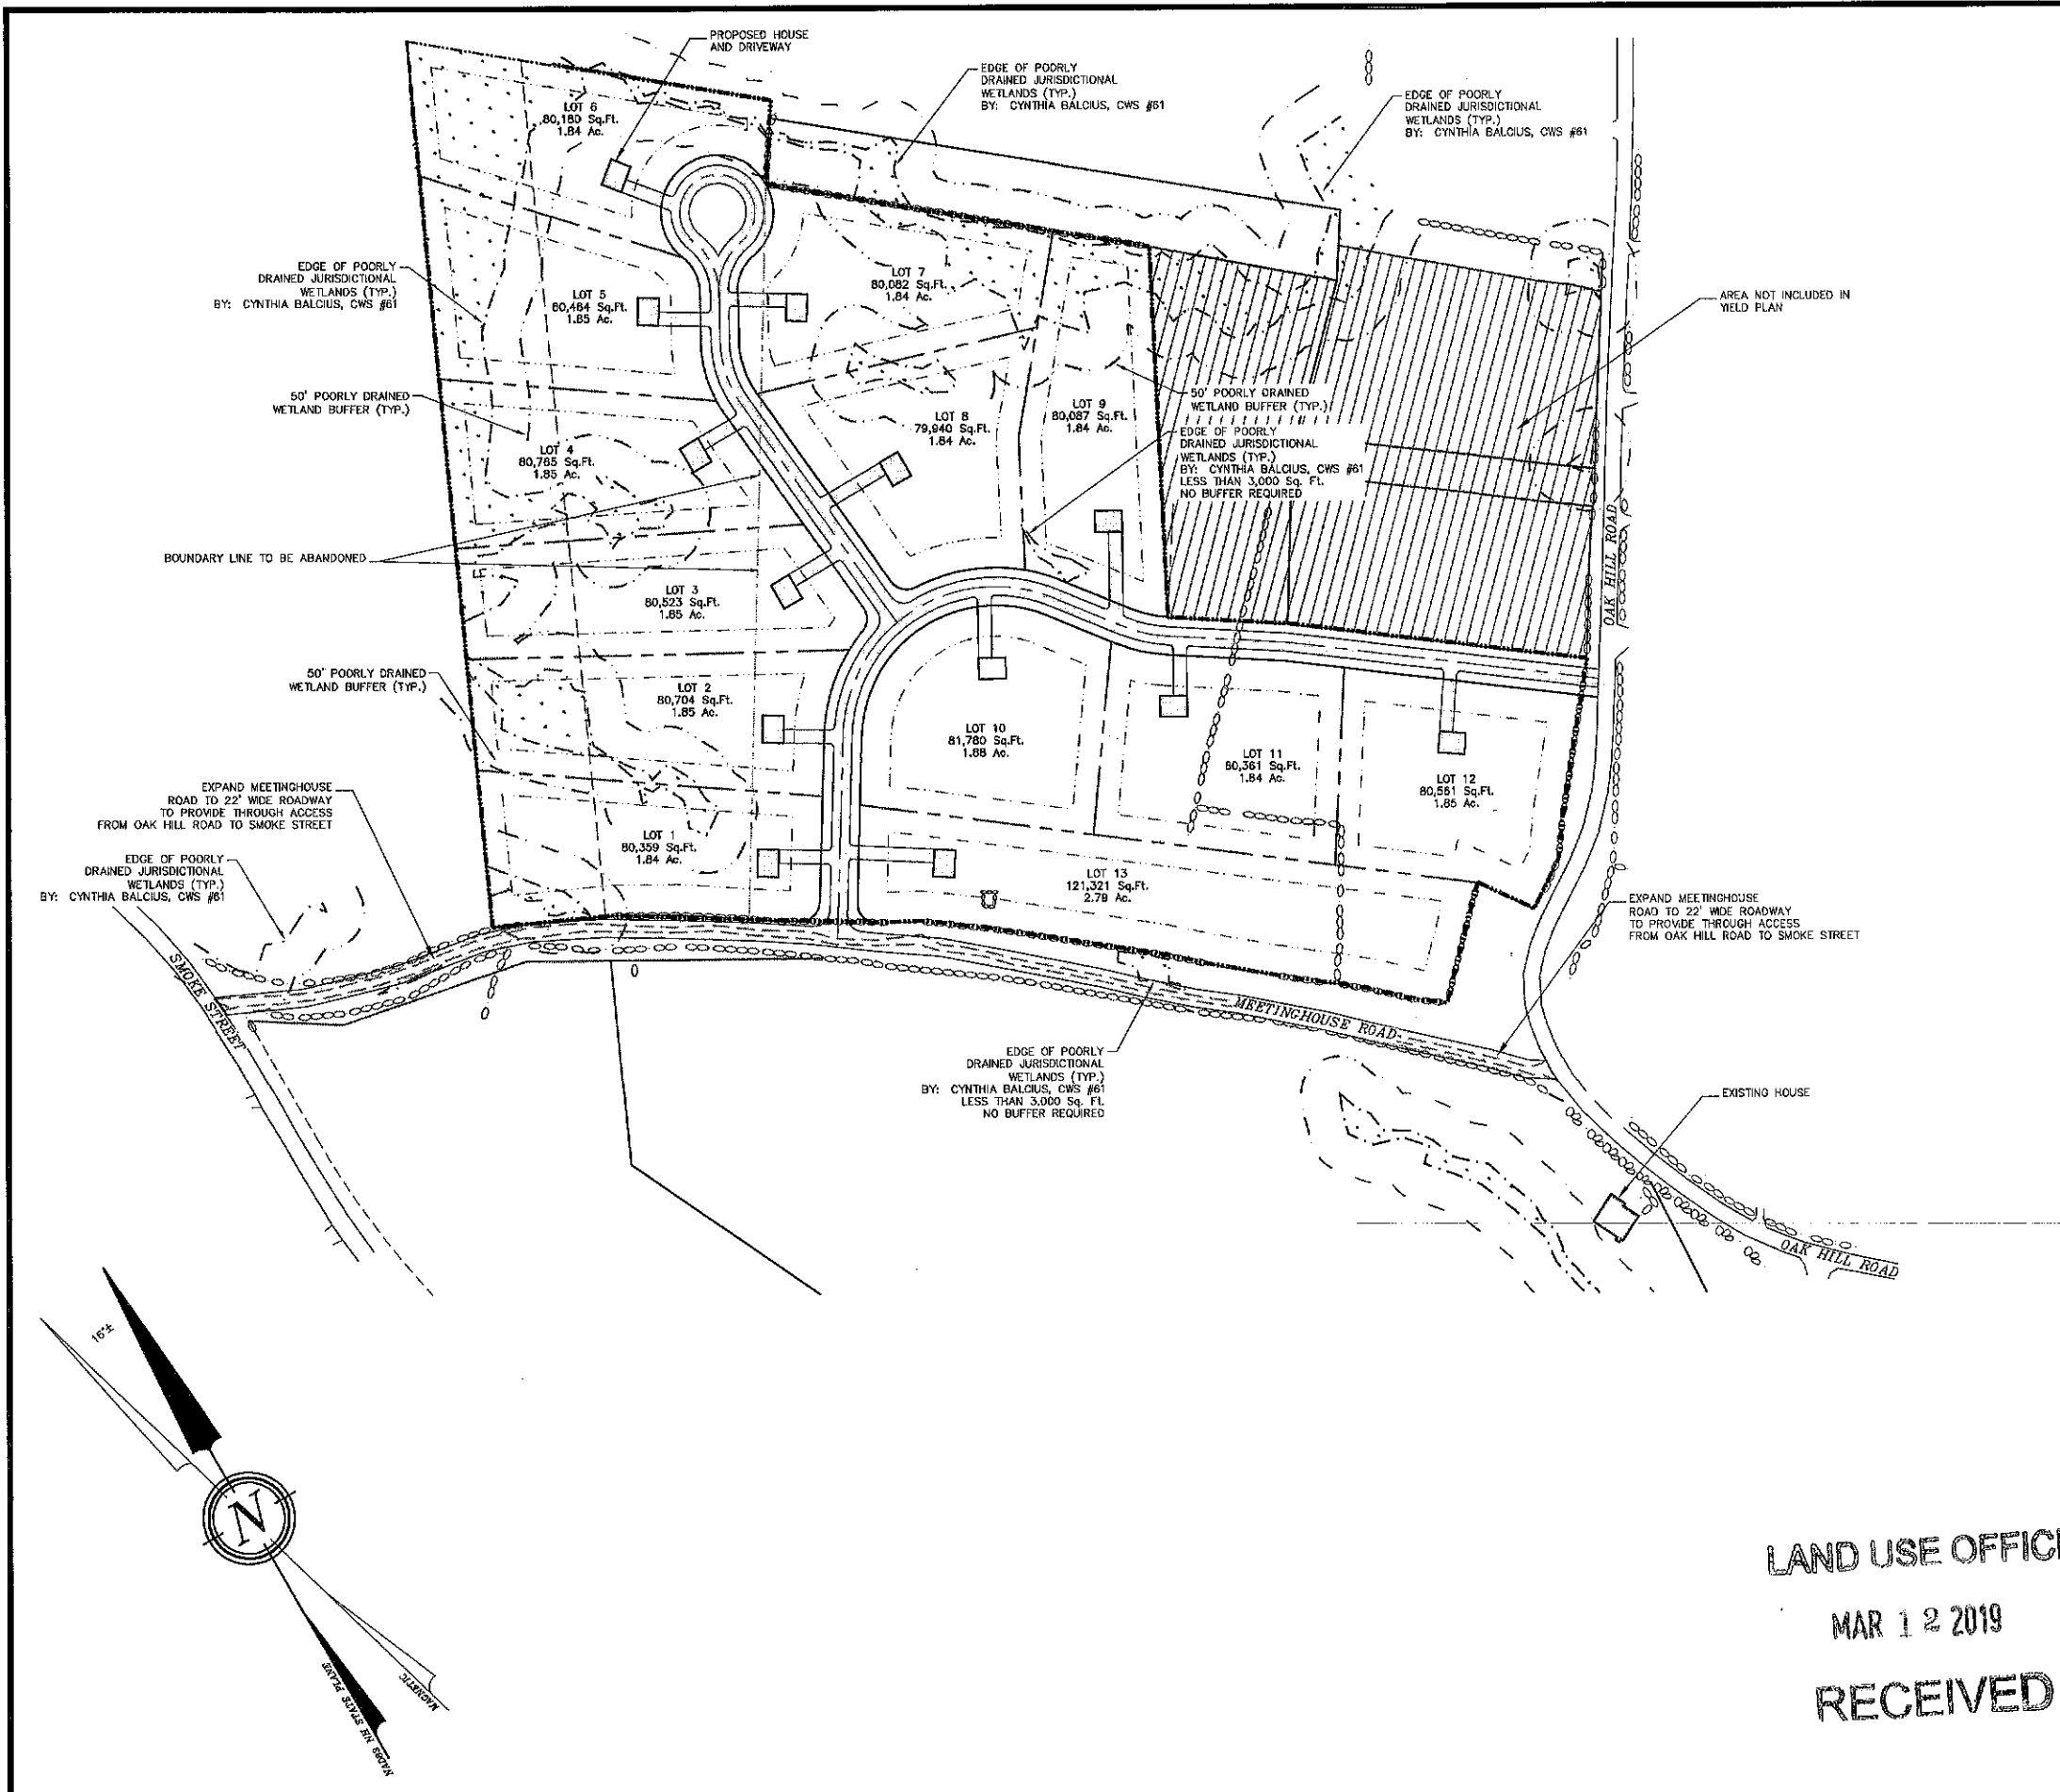 PROPOSED HOUSE
AND DRIVEWAY
EDGE OF POORLY
DRAINED JURISDICTIONAL
WETLANDS (TYP.)
BY: CYNTHIA BALCIUS, CWS #61
EDGE OF POORLY
DRAINED JURISDICTIONAL
WETLANDS (TYP.)
BY: CYNTHIA BALCIUS, CWS #61
LOT 6
80,180 Sq.Ft.
1.84 Ac.
EDGE OF POORLY
DRAINED JURISDICTIONAL
WETLANDS (TYP.)
BY: CYNTHIA BALCIUS, CWS #61
LOT 5
80,484 Sq.Ft.
1.85 Ac.
LOT 7
80,082 Sq.Ft.
1.84 Ac.
AREA NOT INCLUDED IN
YIELD PLAN
50' POORLY DRAINED
WETLAND BUFFER (TYP.)
LOT 4
80,765 Sq.Ft.
1.85 Ac.
LOT 8
79,940 Sq.Ft.
1.84 Ac.
LOT 9
80,087 Sq.Ft.
1.84 Ac.
50' POORLY DRAINED
WETLAND BUFFER (TYP.)
EDGE OF POORLY
DRAINED JURISDICTIONAL
WETLANDS (TYP.)
BY: CYNTHIA BALCIUS, CWS #61
LESS THAN 3,000 Sq. Ft.
NO BUFFER REQUIRED
OAK HILL ROAD
BOUNDARY LINE TO BE ABANDONED
LOT 3
80,523 Sq.Ft.
1.85 Ac.
50' POORLY DRAINED
WETLAND BUFFER (TYP.)
LOT 2
80,704 Sq.Ft.
1.85 Ac.
LOT 10
81,780 Sq.Ft.
1.88 Ac.
LOT 11
80,361 Sq.Ft.
1.84 Ac.
LOT 12
80,561 Sq.Ft.
1.85 Ac.
EXPAND MEETINGHOUSE
ROAD TO 22' WIDE ROADWAY
TO PROVIDE THROUGH ACCESS
FROM OAK HILL ROAD TO SMOKE STREET
LOT 1
80,359 Sq.Ft.
1.84 Ac.
EDGE OF POORLY
DRAINED JURISDICTIONAL
WETLANDS (TYP.)
BY: CYNTHIA BALCIUS, CWS #61
LOT 13
121,321 Sq.Ft.
2.79 Ac.
EXPAND MEETINGHOUSE
ROAD TO 22' WIDE ROADWAY
TO PROVIDE THROUGH ACCESS
FROM OAK HILL ROAD TO SMOKE STREET
SMOKE STREET
MEETINGHOUSE ROAD
EDGE OF POORLY
DRAINED JURISDICTIONAL
WETLANDS (TYP.)
BY: CYNTHIA BALCIUS, CWS #61
LESS THAN 3,000 Sq. Ft.
NO BUFFER REQUIRED
EXISTING HOUSE
OAK HILL ROAD
16°±
N
MAGNETIC
NAD83 NH STATE PLANE
LAND USE OFFIC
MAR 12 2019
RECEIVED